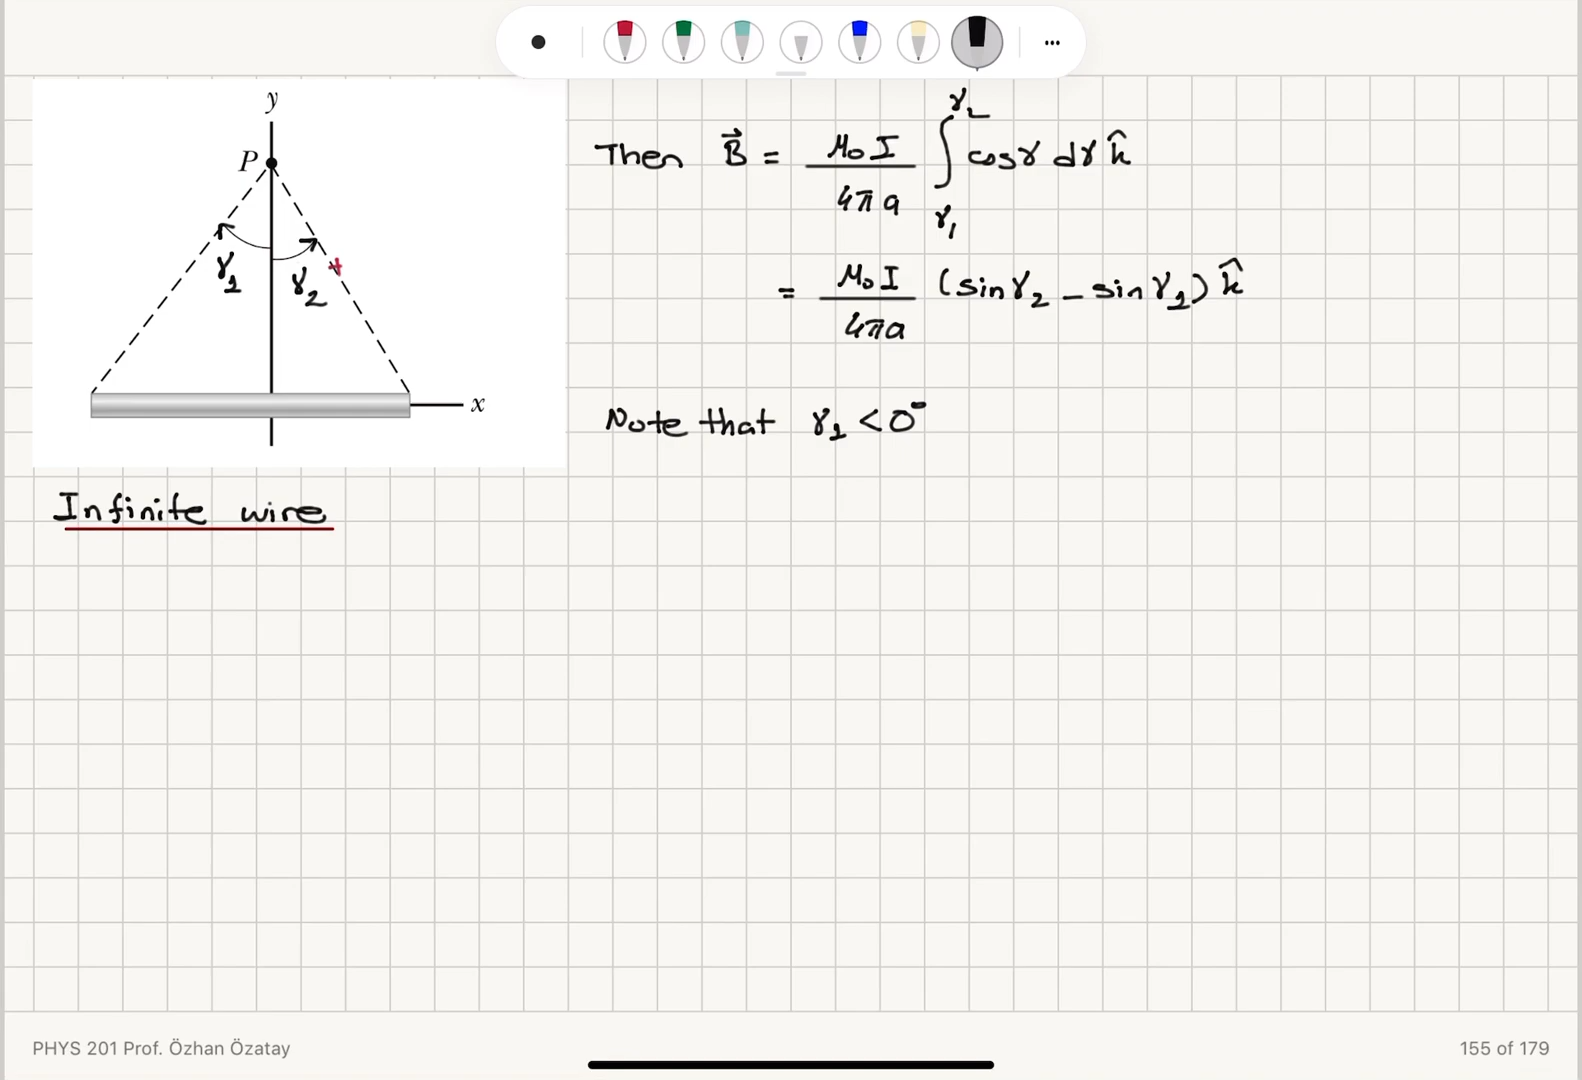 y
P
γ₁
γ₂
+
x
Then B⃗ = μ₀I / 4πa ∫_{γ₁}^{γ₂} cosγ dγ k̂
= μ₀I / 4πa (sinγ₂ – sinγ₁) k̂
Note that γ₁ < 0°
Infinite wire
PHYS 201 Prof. Özhan Özatay
155 of 179